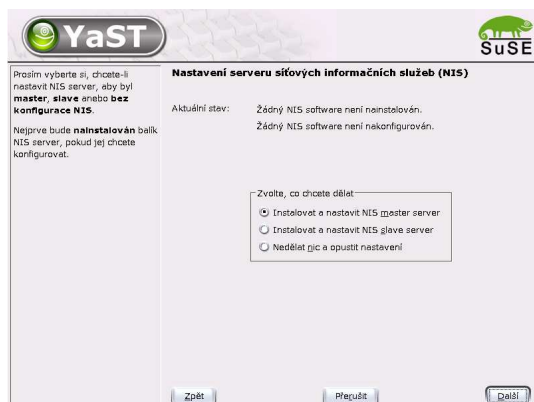 YaST
SuSE
Prosím vyberte si, chcete-li
nastavit NIS server, aby byl
master, slave anebo bez
konfigurace NIS.
Nejprve bude nainstalován balík
NIS server, pokud jej chcete
konfigurovat.
Nastavení serveru síťových informačních služeb (NIS)
Aktuální stav:
Žádný NIS software není nainstalován.
Žádný NIS software není nakonfigurován.
Zvolte, co chcete dělat
Instalovat a nastavit NIS master server
Instalovat a nastavit NIS slave server
Nedělat nic a opustit nastavení
Zpět
Přerušit
Další